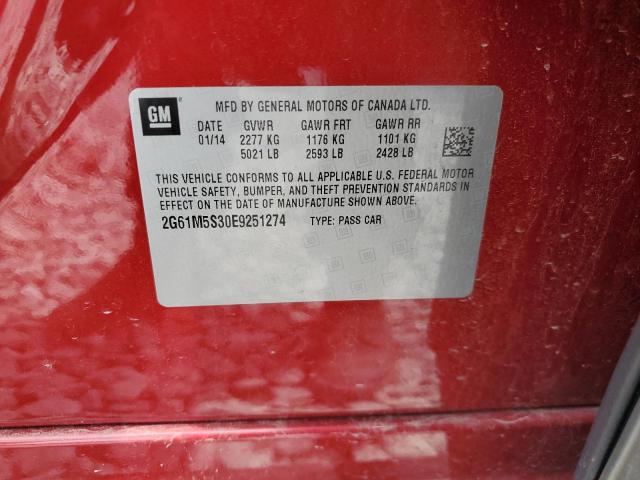 GM
MFD BY GENERAL MOTORS OF CANADA LTD.
DATE GVWR GAWR FRT GAWR RR
01/14 2277 KG 1176 KG 1101 KG
5021 LB 2593 LB 2428 LB
THIS VEHICLE CONFORMS TO ALL APPLICABLE U.S. FEDERAL MOTOR
VEHICLE SAFETY, BUMPER, AND THEFT PREVENTION STANDARDS IN
EFFECT ON THE DATE OF MANUFACTURE SHOWN ABOVE.
2G61M5S30E9251274 TYPE: PASS CAR